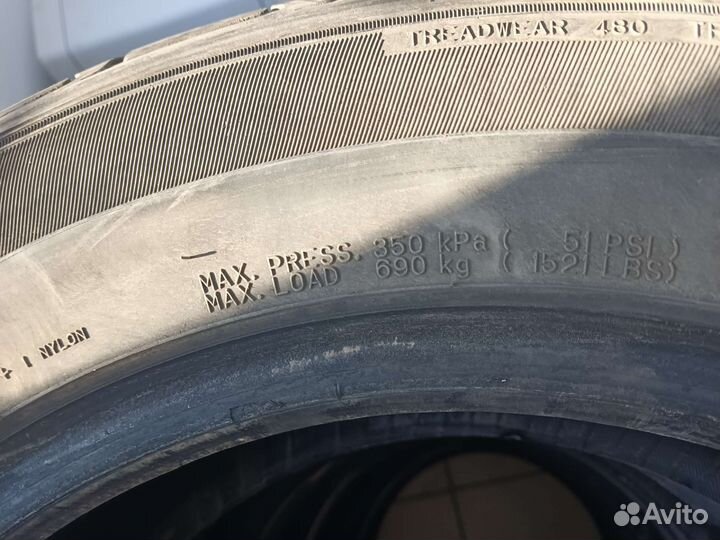 TREADWEAR 480
MAX. PRESS. 350 kPa ( 51 PSI )
MAX. LOAD 690 kg ( 1521 LBS )
1 NYLON
Avito